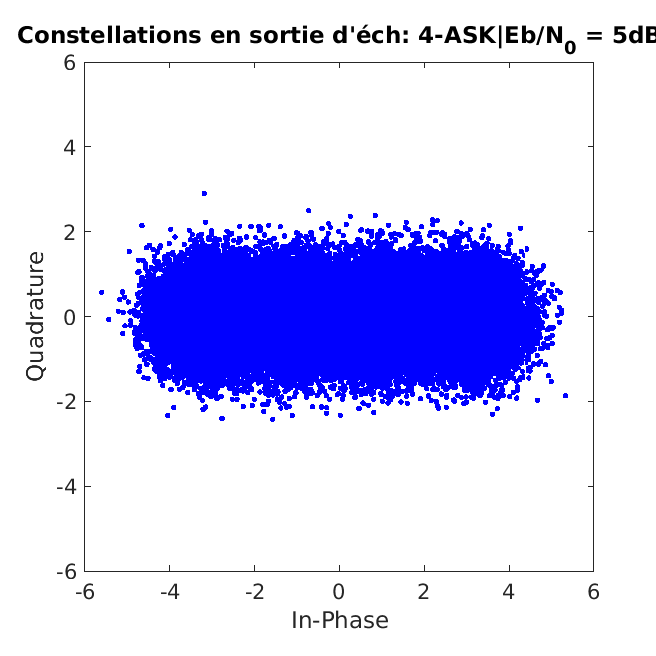 Constellations en sortie d'éch: 4-ASK|Eb/N0 = 5dB
6
4
2
0
-2
-4
-6
-6 -4 -2 0 2 4 6
Quadrature
In-Phase